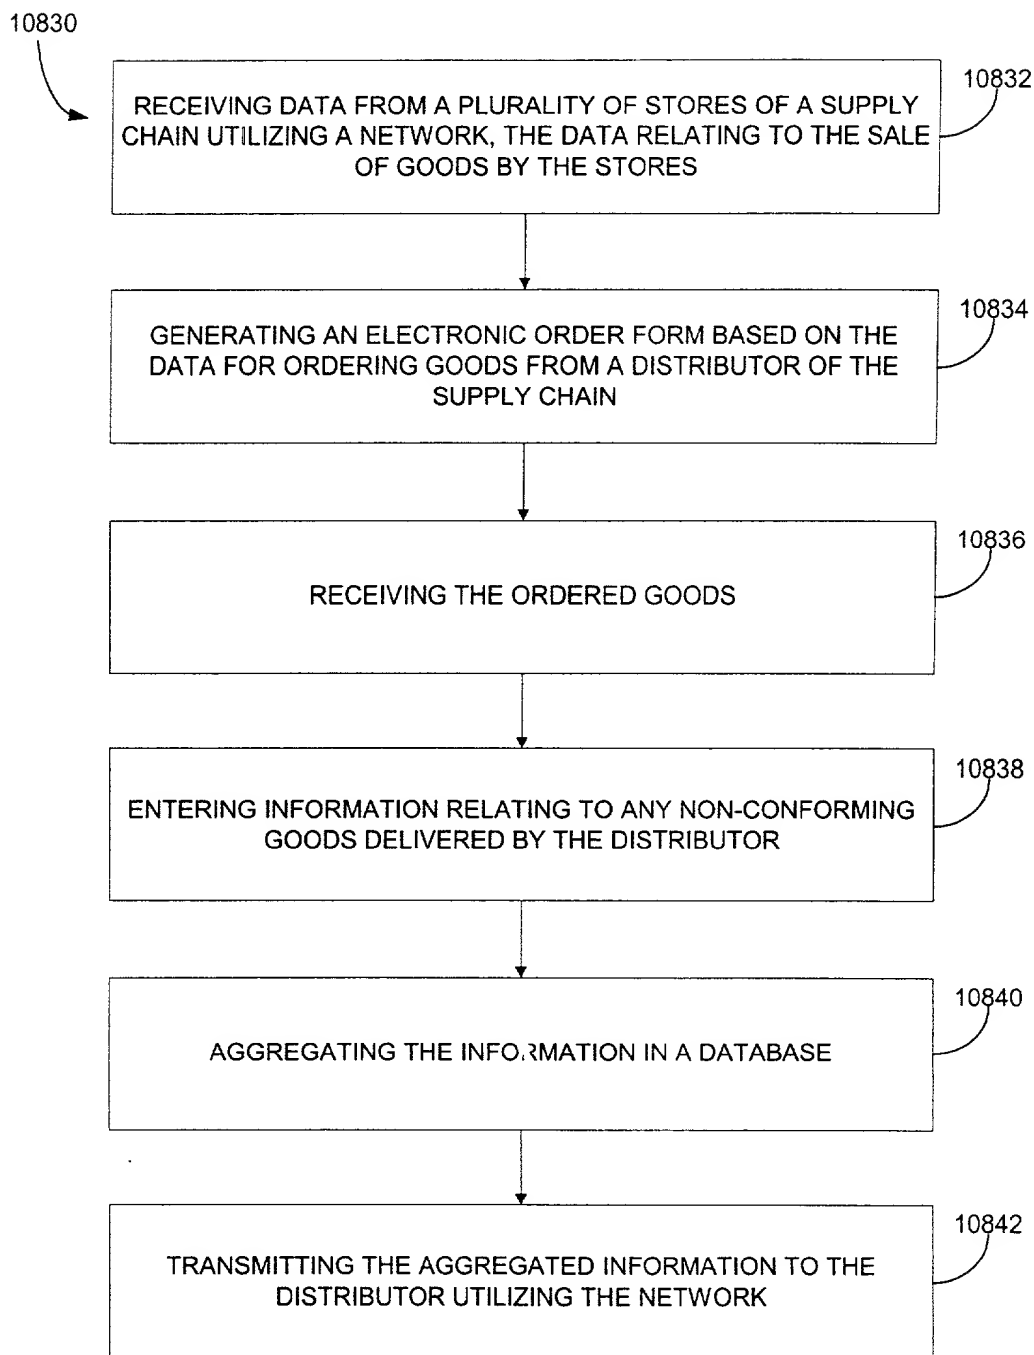 10830
10832
RECEIVING DATA FROM A PLURALITY OF STORES OF A SUPPLY
CHAIN UTILIZING A NETWORK, THE DATA RELATING TO THE SALE
OF GOODS BY THE STORES
10834
GENERATING AN ELECTRONIC ORDER FORM BASED ON THE
DATA FOR ORDERING GOODS FROM A DISTRIBUTOR OF THE
SUPPLY CHAIN
10836
RECEIVING THE ORDERED GOODS
10838
ENTERING INFORMATION RELATING TO ANY NON-CONFORMING
GOODS DELIVERED BY THE DISTRIBUTOR
10840
AGGREGATING THE INFORMATION IN A DATABASE
10842
TRANSMITTING THE AGGREGATED INFORMATION TO THE
DISTRIBUTOR UTILIZING THE NETWORK